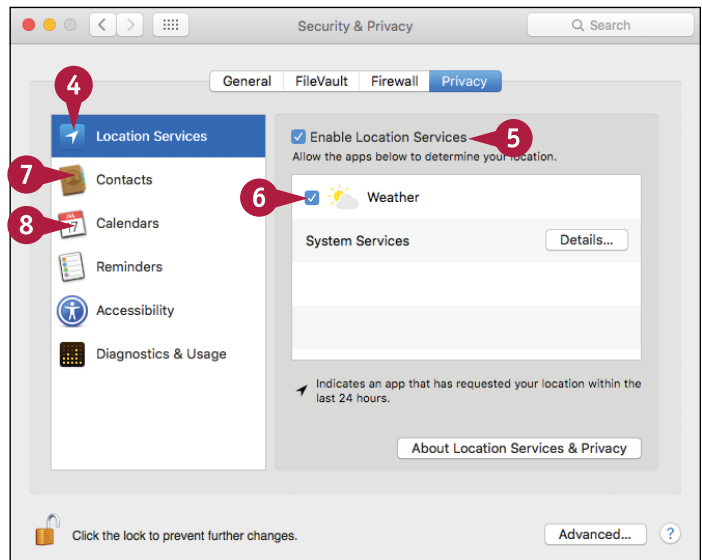 Security & Privacy
Search
General FileVault Firewall Privacy
4
Location Services
7
Contacts
8
JUL
17
Calendars
Reminders
Accessibility
Diagnostics & Usage
Enable Location Services
5
Allow the apps below to determine your location.
6
Weather
System Services
Details...
Indicates an app that has requested your location within the
last 24 hours.
About Location Services & Privacy
Click the lock to prevent further changes.
Advanced...
?